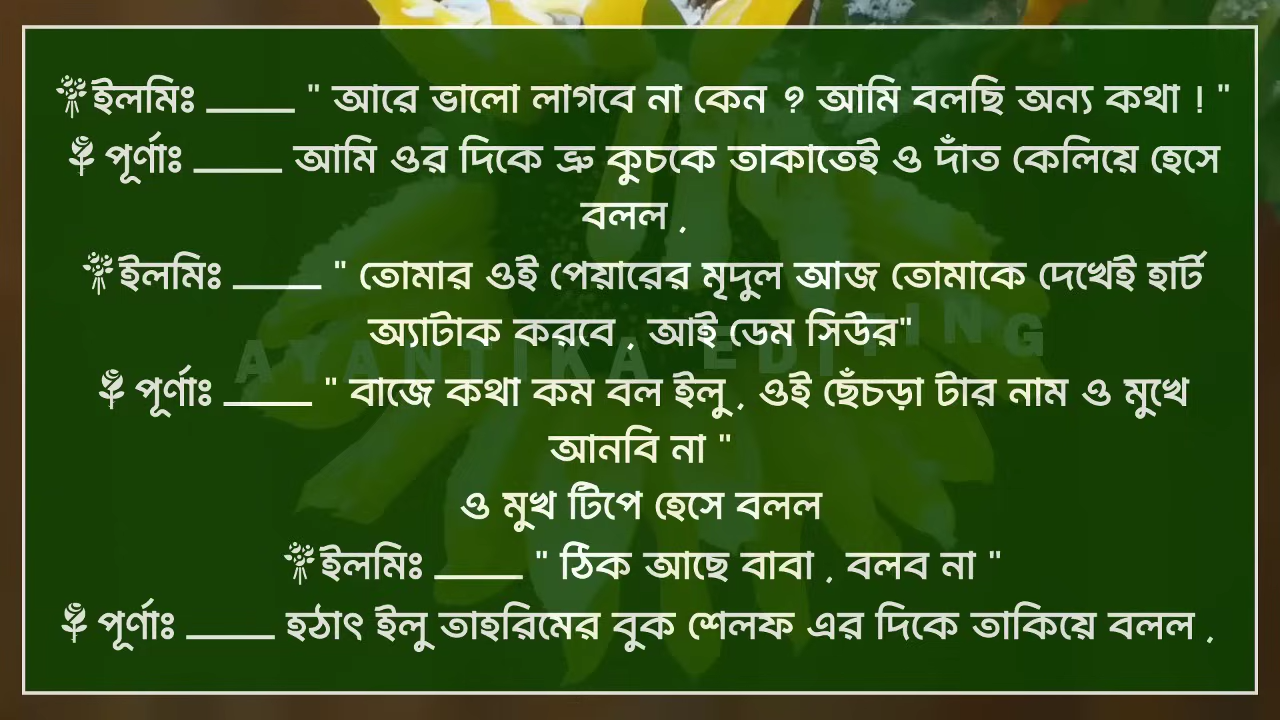 💐ইলমিঃ _____ " আরে ভালো লাগবে না কেন ? আমি বলছি অন্য কথা ! "
🌹পূর্ণাঃ _____ আমি ওর দিকে ভ্রু কুচকে তাকাতেই ও দাঁত কেলিয়ে হেসে
বলল ,
💐ইলমিঃ _____ " তোমার ওই পেয়ারের মৃদুল আজ তোমাকে দেখেই হার্ট
অ্যাটাক করবে , আই ডেম সিউর"
AYANTIKA EDITING
🌹পূর্ণাঃ _____ " বাজে কথা কম বল ইলু , ওই ছেঁচড়া টার নাম ও মুখে
আনবি না "
ও মুখ টিপে হেসে বলল
💐ইলমিঃ _____ " ঠিক আছে বাবা , বলব না "
🌹পূর্ণাঃ _____ হঠাৎ ইলু তাহরিমের বুক শেলফ এর দিকে তাকিয়ে বলল ,